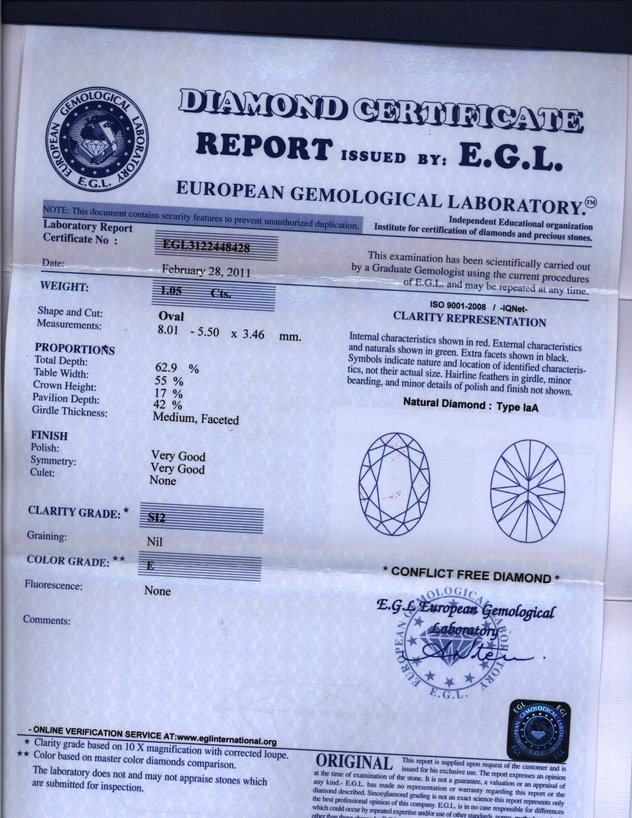 EUROPEAN GEMOLOGICAL LABORATORY
E.G.L.
DIAMOND CERTIFICATE
REPORT ISSUED BY: E.G.L.
EUROPEAN GEMOLOGICAL LABORATORY.™
NOTE: This document contains security features to prevent unauthorized duplication.
Independent Educational organization
Institute for certification of diamonds and precious stones.
Laboratory Report
Certificate No : EGL3122448428
This examination has been scientifically carried out
by a Graduate Gemologist using the current procedures
of E.G.L. and may be repeated at any time.
Date: February 28, 2011
WEIGHT: 1.05 Cts.
ISO 9001-2008 / -IQNet-
CLARITY REPRESENTATION
Shape and Cut: Oval
Measurements: 8.01 - 5.50 x 3.46 mm.
Internal characteristics shown in red. External characteristics
and naturals shown in green. Extra facets shown in black.
Symbols indicate nature and location of identified characteris-
tics, not their actual size. Hairline feathers in girdle, minor
bearding, and minor details of polish and finish not shown.
PROPORTIONS
Total Depth: 62.9 %
Table Width: 55 %
Crown Height: 17 %
Pavilion Depth: 42 %
Girdle Thickness: Medium, Faceted
Natural Diamond : Type IaA
FINISH
Polish: Very Good
Symmetry: Very Good
Culet: None
CLARITY GRADE: * SI2
Graining: Nil
COLOR GRADE: ** E
Fluorescence: None
Comments:
* CONFLICT FREE DIAMOND *
E.G.L European Gemological
Laboratory
EUROPEAN GEMOLOGICAL LABORATORY
E.G.L.
EGL EGL
EUROPEAN GEMOLOGICAL LABORATORY
- ONLINE VERIFICATION SERVICE AT:www.eglinternational.org
* Clarity grade based on 10 X magnification with corrected loupe.
** Color based on master color diamonds comparison.
The laboratory does not and may not appraise stones which
are submitted for inspection.
ORIGINAL This report is supplied upon request of the customer and is
issued for his exclusive use. The report expresses an opinion
at the time of examination of the stone. It is not a guarantee, a valuation or an appraisal of
any kind.- E.G.L. has made no representation or warranty regarding this report or the
diamond described. Since diamond grading is not an exact science this report represents only
the best professional opinion of this company. E.G.L. is in no case responsible for differences
which could occur by repeated expertise and/or use of other standards, norms,